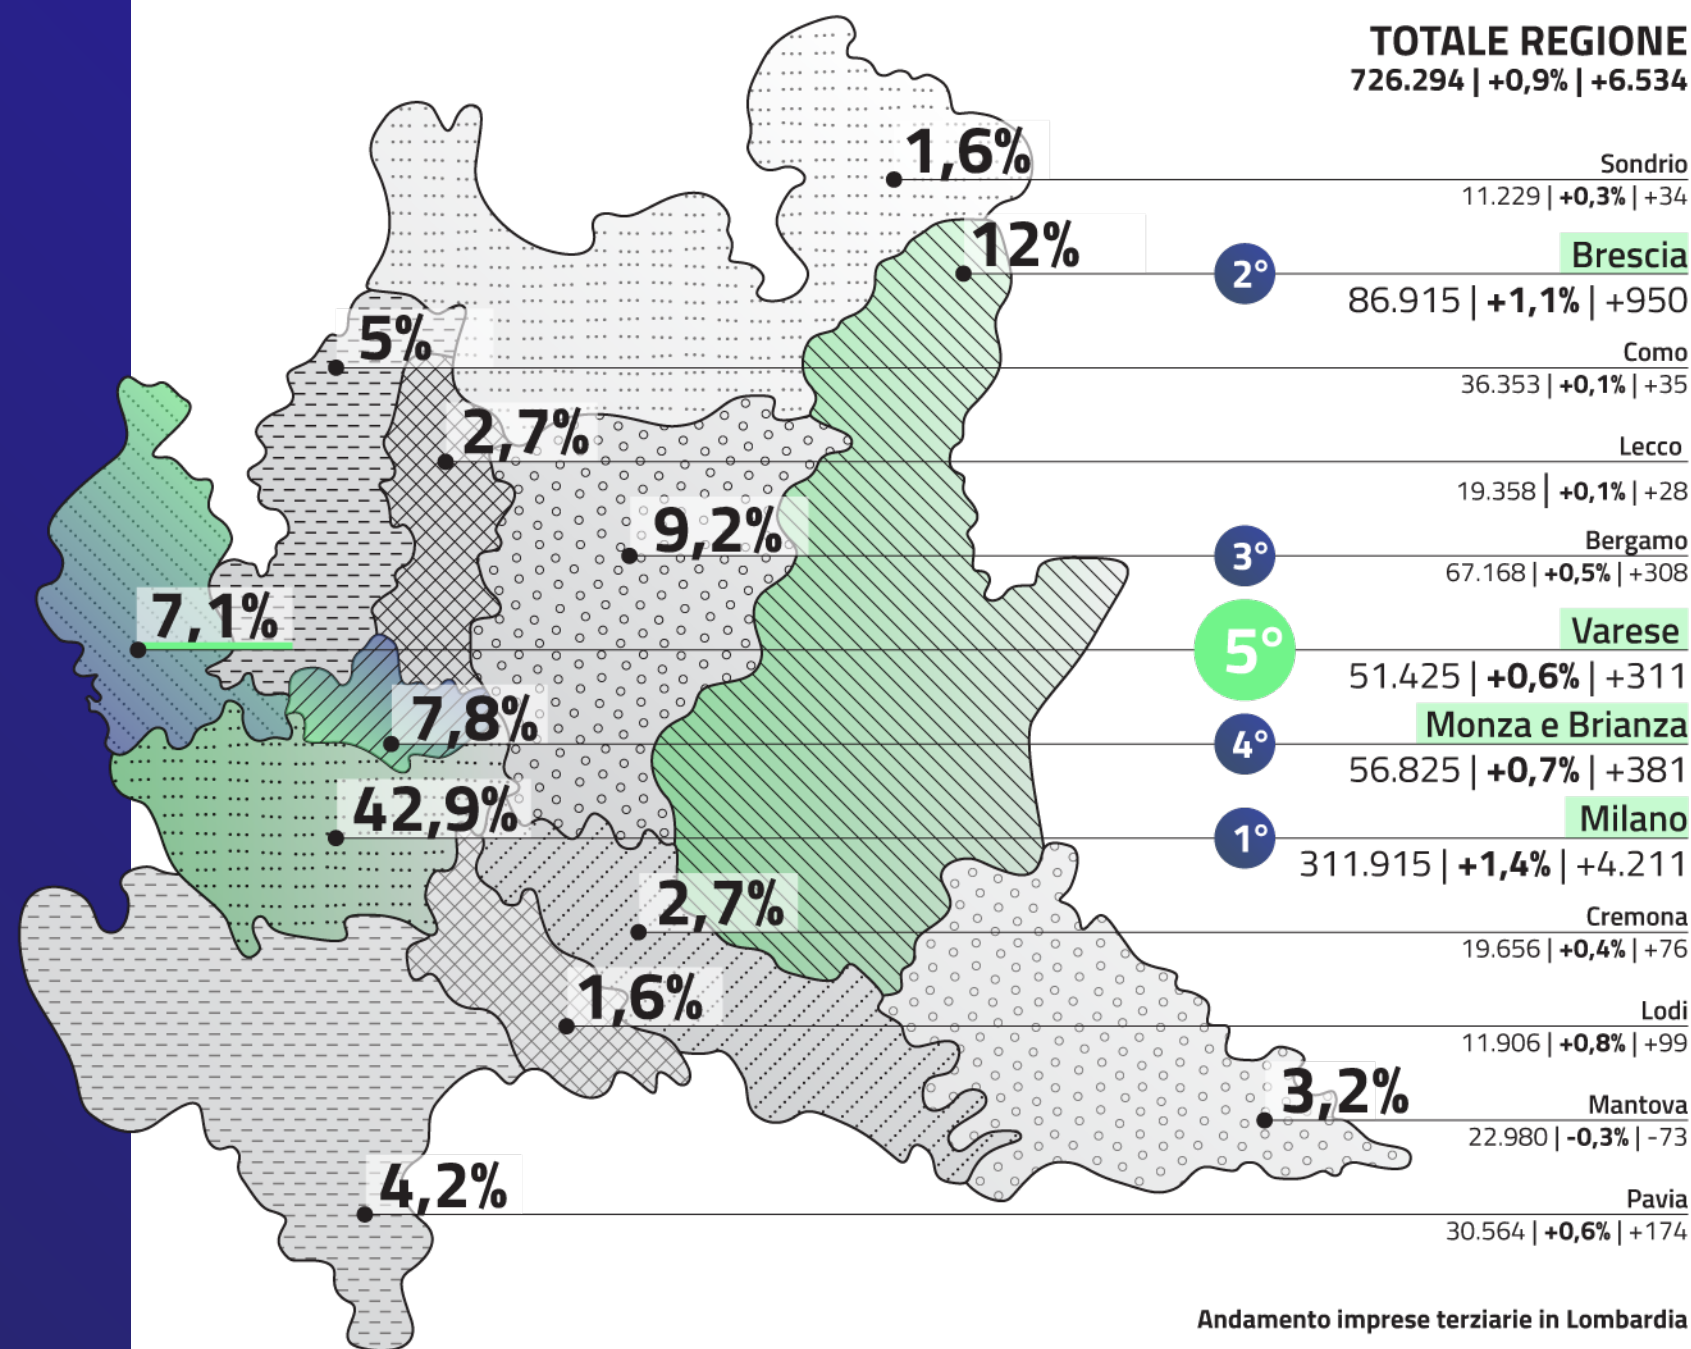 TOTALE REGIONE
726.294 | +0,9% | +6.534
1,6%
Sondrio
11.229 | +0,3% | +34
12%
2°
Brescia
86.915 | +1,1% | +950
5%
Como
36.353 | +0,1% | +35
2,7%
Lecco
19.358 | +0,1% | +28
9,2%
3°
Bergamo
67.168 | +0,5% | +308
7,1%
5°
Varese
51.425 | +0,6% | +311
7,8%
4°
Monza e Brianza
56.825 | +0,7% | +381
42,9%
1°
Milano
311.915 | +1,4% | +4.211
2,7%
Cremona
19.656 | +0,4% | +76
1,6%
Lodi
11.906 | +0,8% | +99
3,2%
Mantova
22.980 | -0,3% | -73
4,2%
Pavia
30.564 | +0,6% | +174
Andamento imprese terziarie in Lombardia